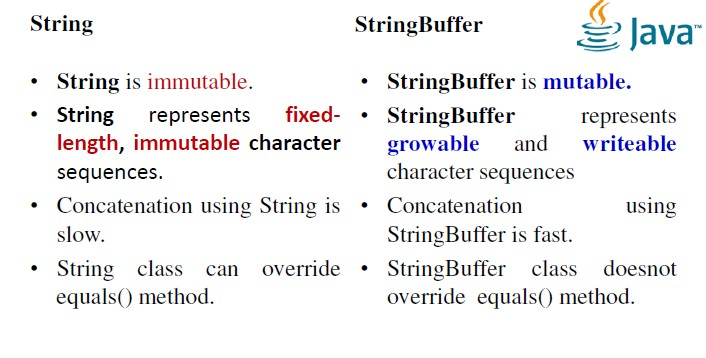 String
StringBuffer
Java™
• String is immutable.
• String represents fixed-
length, immutable character
sequences.
• Concatenation using String is
slow.
• String class can override
equals() method.
• StringBuffer is mutable.
• StringBuffer represents
growable and writeable
character sequences
• Concatenation using
StringBuffer is fast.
• StringBuffer class doesnot
override equals() method.